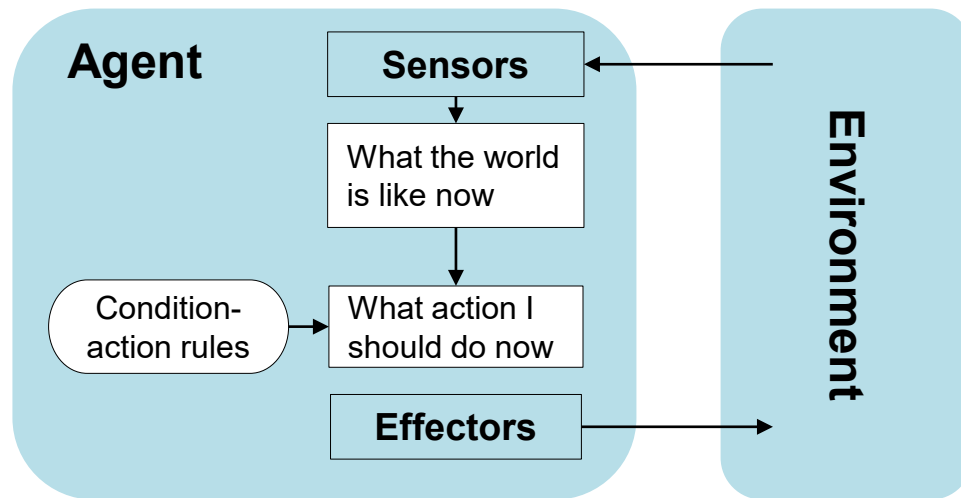 Agent
Sensors
What the world
is like now
Condition-
action rules
What action I
should do now
Effectors
Environment